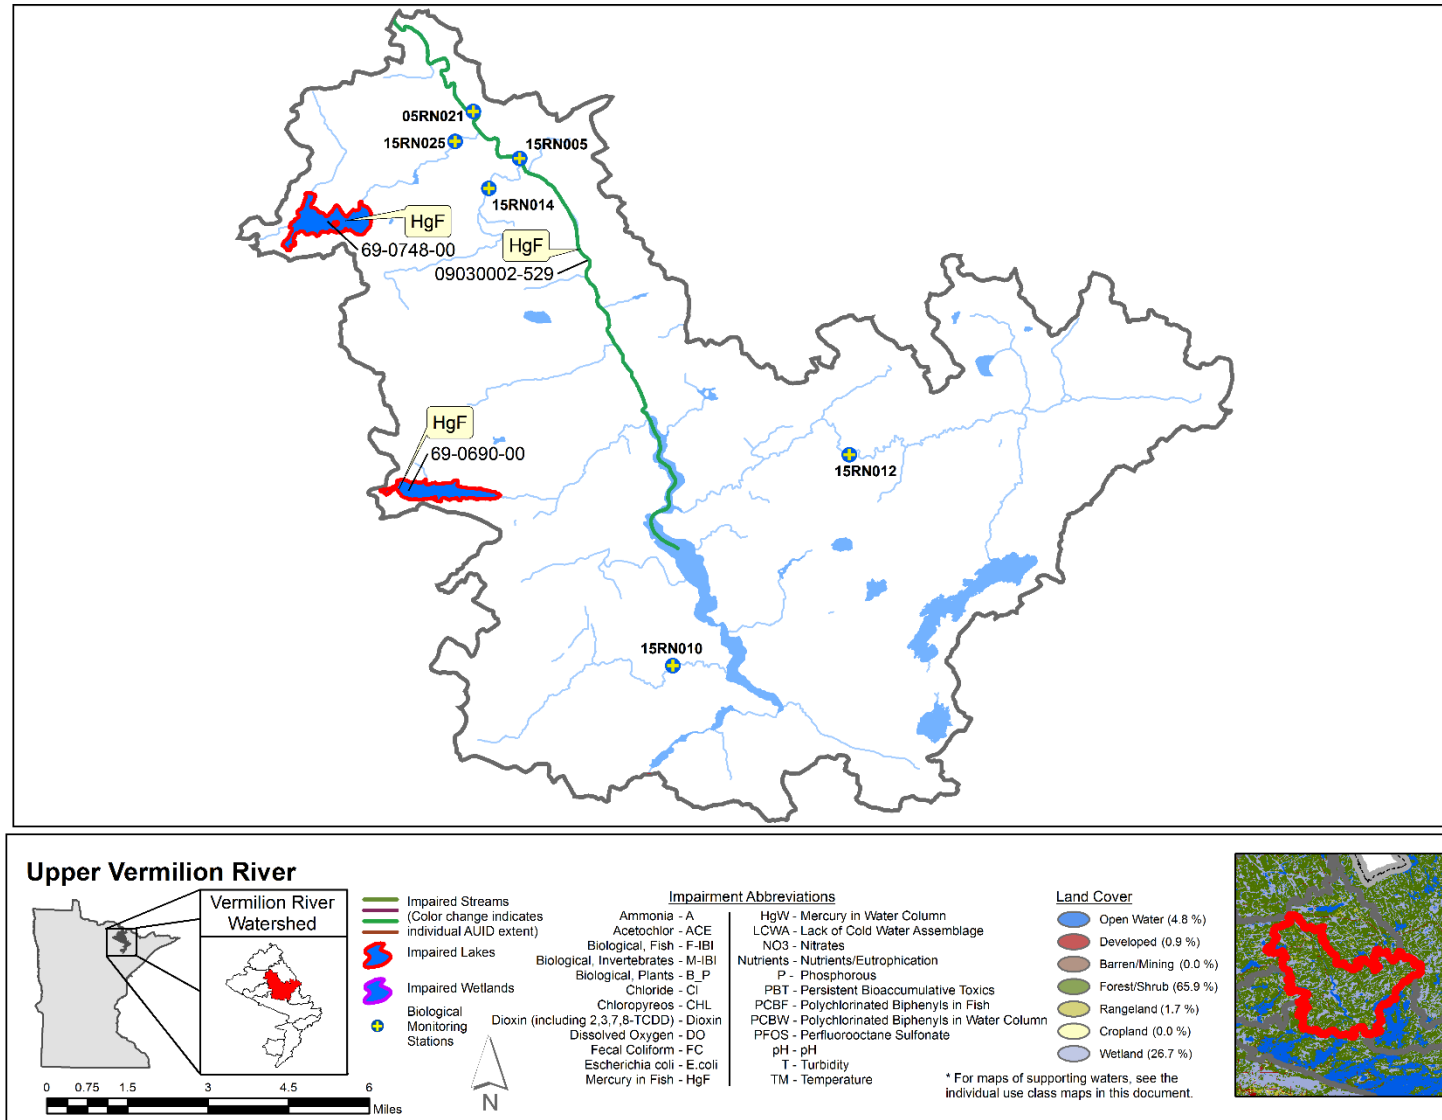 05RN021
15RN025
15RN005
15RN014
HgF
69-0748-00
HgF
09030002-529
HgF
69-0690-00
15RN012
15RN010
Upper Vermilion River
Vermilion River
Watershed
0 0.75 1.5 3 4.5 6
Miles
Impaired Streams
(Color change indicates
individual AUID extent)
Impaired Lakes
Impaired Wetlands
Biological
Monitoring
Stations
N
Impairment Abbreviations
Ammonia - A
Acetochlor - ACE
Biological, Fish - F-IBI
Biological, Invertebrates - M-IBI
Biological, Plants - B_P
Chloride - Cl
Chloropyreos - CHL
Dioxin (including 2,3,7,8-TCDD) - Dioxin
Dissolved Oxygen - DO
Fecal Coliform - FC
Escherichia coli - E.coli
Mercury in Fish - HgF
HgW - Mercury in Water Column
LCWA - Lack of Cold Water Assemblage
NO3 - Nitrates
Nutrients - Nutrients/Eutrophication
P - Phosphorous
PBT - Persistent Bioaccumulative Toxics
PCBF - Polychlorinated Biphenyls in Fish
PCBW - Polychlorinated Biphenyls in Water Column
PFOS - Perfluorooctane Sulfonate
pH - pH
T - Turbidity
TM - Temperature
Land Cover
Open Water (4.8 %)
Developed (0.9 %)
Barren/Mining (0.0 %)
Forest/Shrub (65.9 %)
Rangeland (1.7 %)
Cropland (0.0 %)
Wetland (26.7 %)
* For maps of supporting waters, see the
individual use class maps in this document.